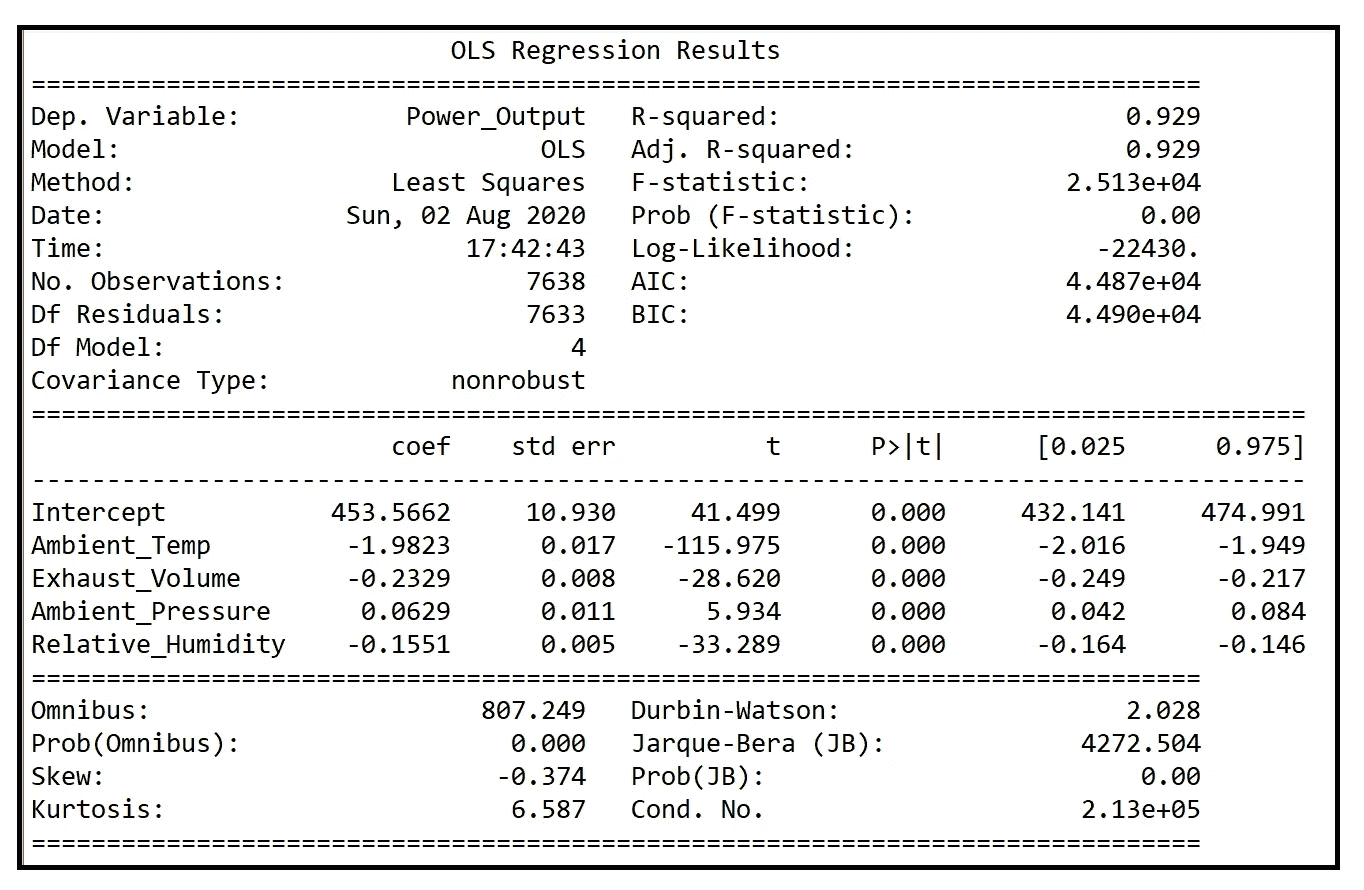 OLS Regression Results
==============================================================================
Dep. Variable:           Power_Output   R-squared:                       0.929
Model:                            OLS   Adj. R-squared:                  0.929
Method:                 Least Squares   F-statistic:                 2.513e+04
Date:                Sun, 02 Aug 2020   Prob (F-statistic):               0.00
Time:                        17:42:43   Log-Likelihood:                -22430.
No. Observations:                7638   AIC:                         4.487e+04
Df Residuals:                    7633   BIC:                         4.490e+04
Df Model:                           4
Covariance Type:            nonrobust
=====================================================================================
                        coef    std err          t      P>|t|      [0.025      0.975]
-------------------------------------------------------------------------------------
Intercept           453.5662     10.930     41.499      0.000     432.141     474.991
Ambient_Temp         -1.9823      0.017   -115.975      0.000      -2.016      -1.949
Exhaust_Volume       -0.2329      0.008    -28.620      0.000      -0.249      -0.217
Ambient_Pressure      0.0629      0.011      5.934      0.000       0.042       0.084
Relative_Humidity    -0.1551      0.005    -33.289      0.000      -0.164      -0.146
==============================================================================
Omnibus:                      807.249   Durbin-Watson:                   2.028
Prob(Omnibus):                  0.000   Jarque-Bera (JB):             4272.504
Skew:                          -0.374   Prob(JB):                         0.00
Kurtosis:                       6.587   Cond. No.                     2.13e+05
==============================================================================